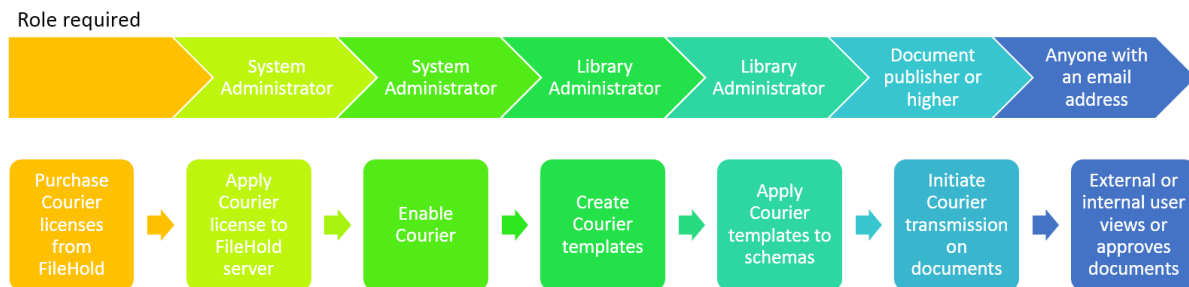 Role required
System
Administrator
System
Administrator
Library
Administrator
Library
Administrator
Document
publisher or
higher
Anyone with
an email
address
Purchase
Courier
licenses
from
FileHold
Apply
Courier
license to
FileHold
server
Enable
Courier
Create
Courier
templates
Apply
Courier
templates to
schemas
Initiate
Courier
transmission
on
documents
External or
internal user
views or
approves
documents